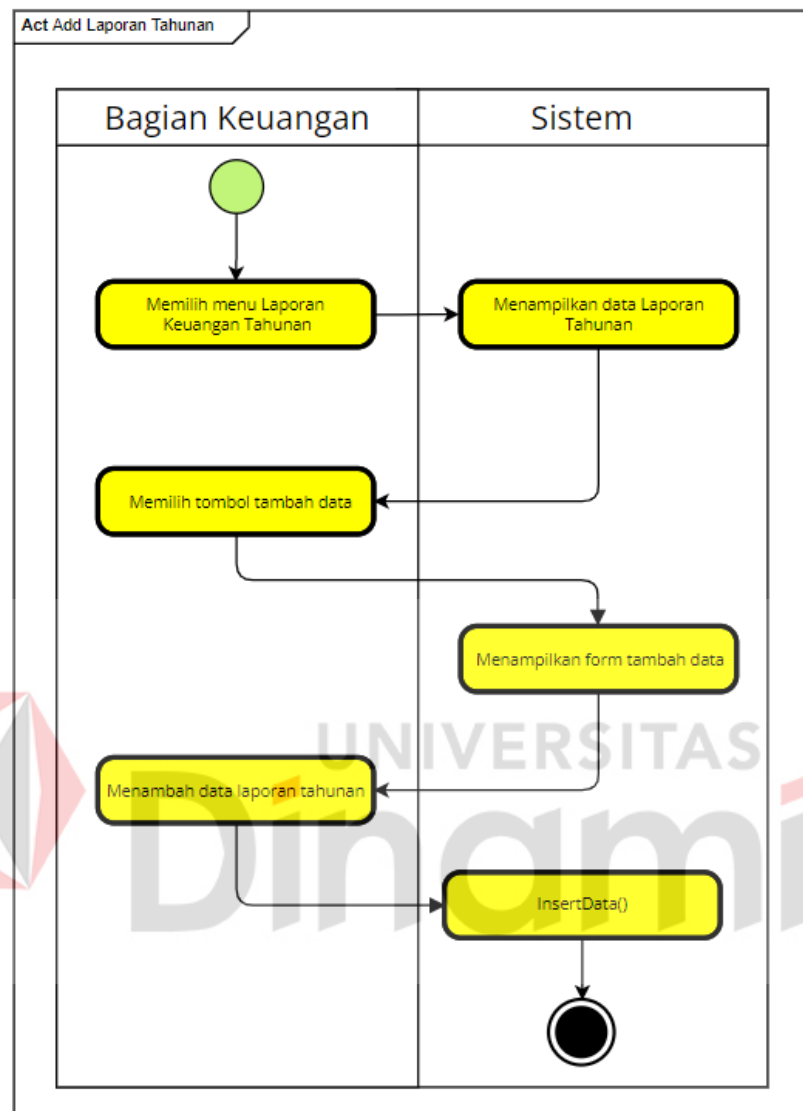 Act Add Laporan Tahunan
Bagian Keuangan
Sistem
Memilih menu Laporan
Keuangan Tahunan
Menampilkan data Laporan
Tahunan
Memilih tombol tambah data
Menampilkan form tambah data
UNIVERSITAS
Dinami
Menambah data laporan tahunan
InsertData()